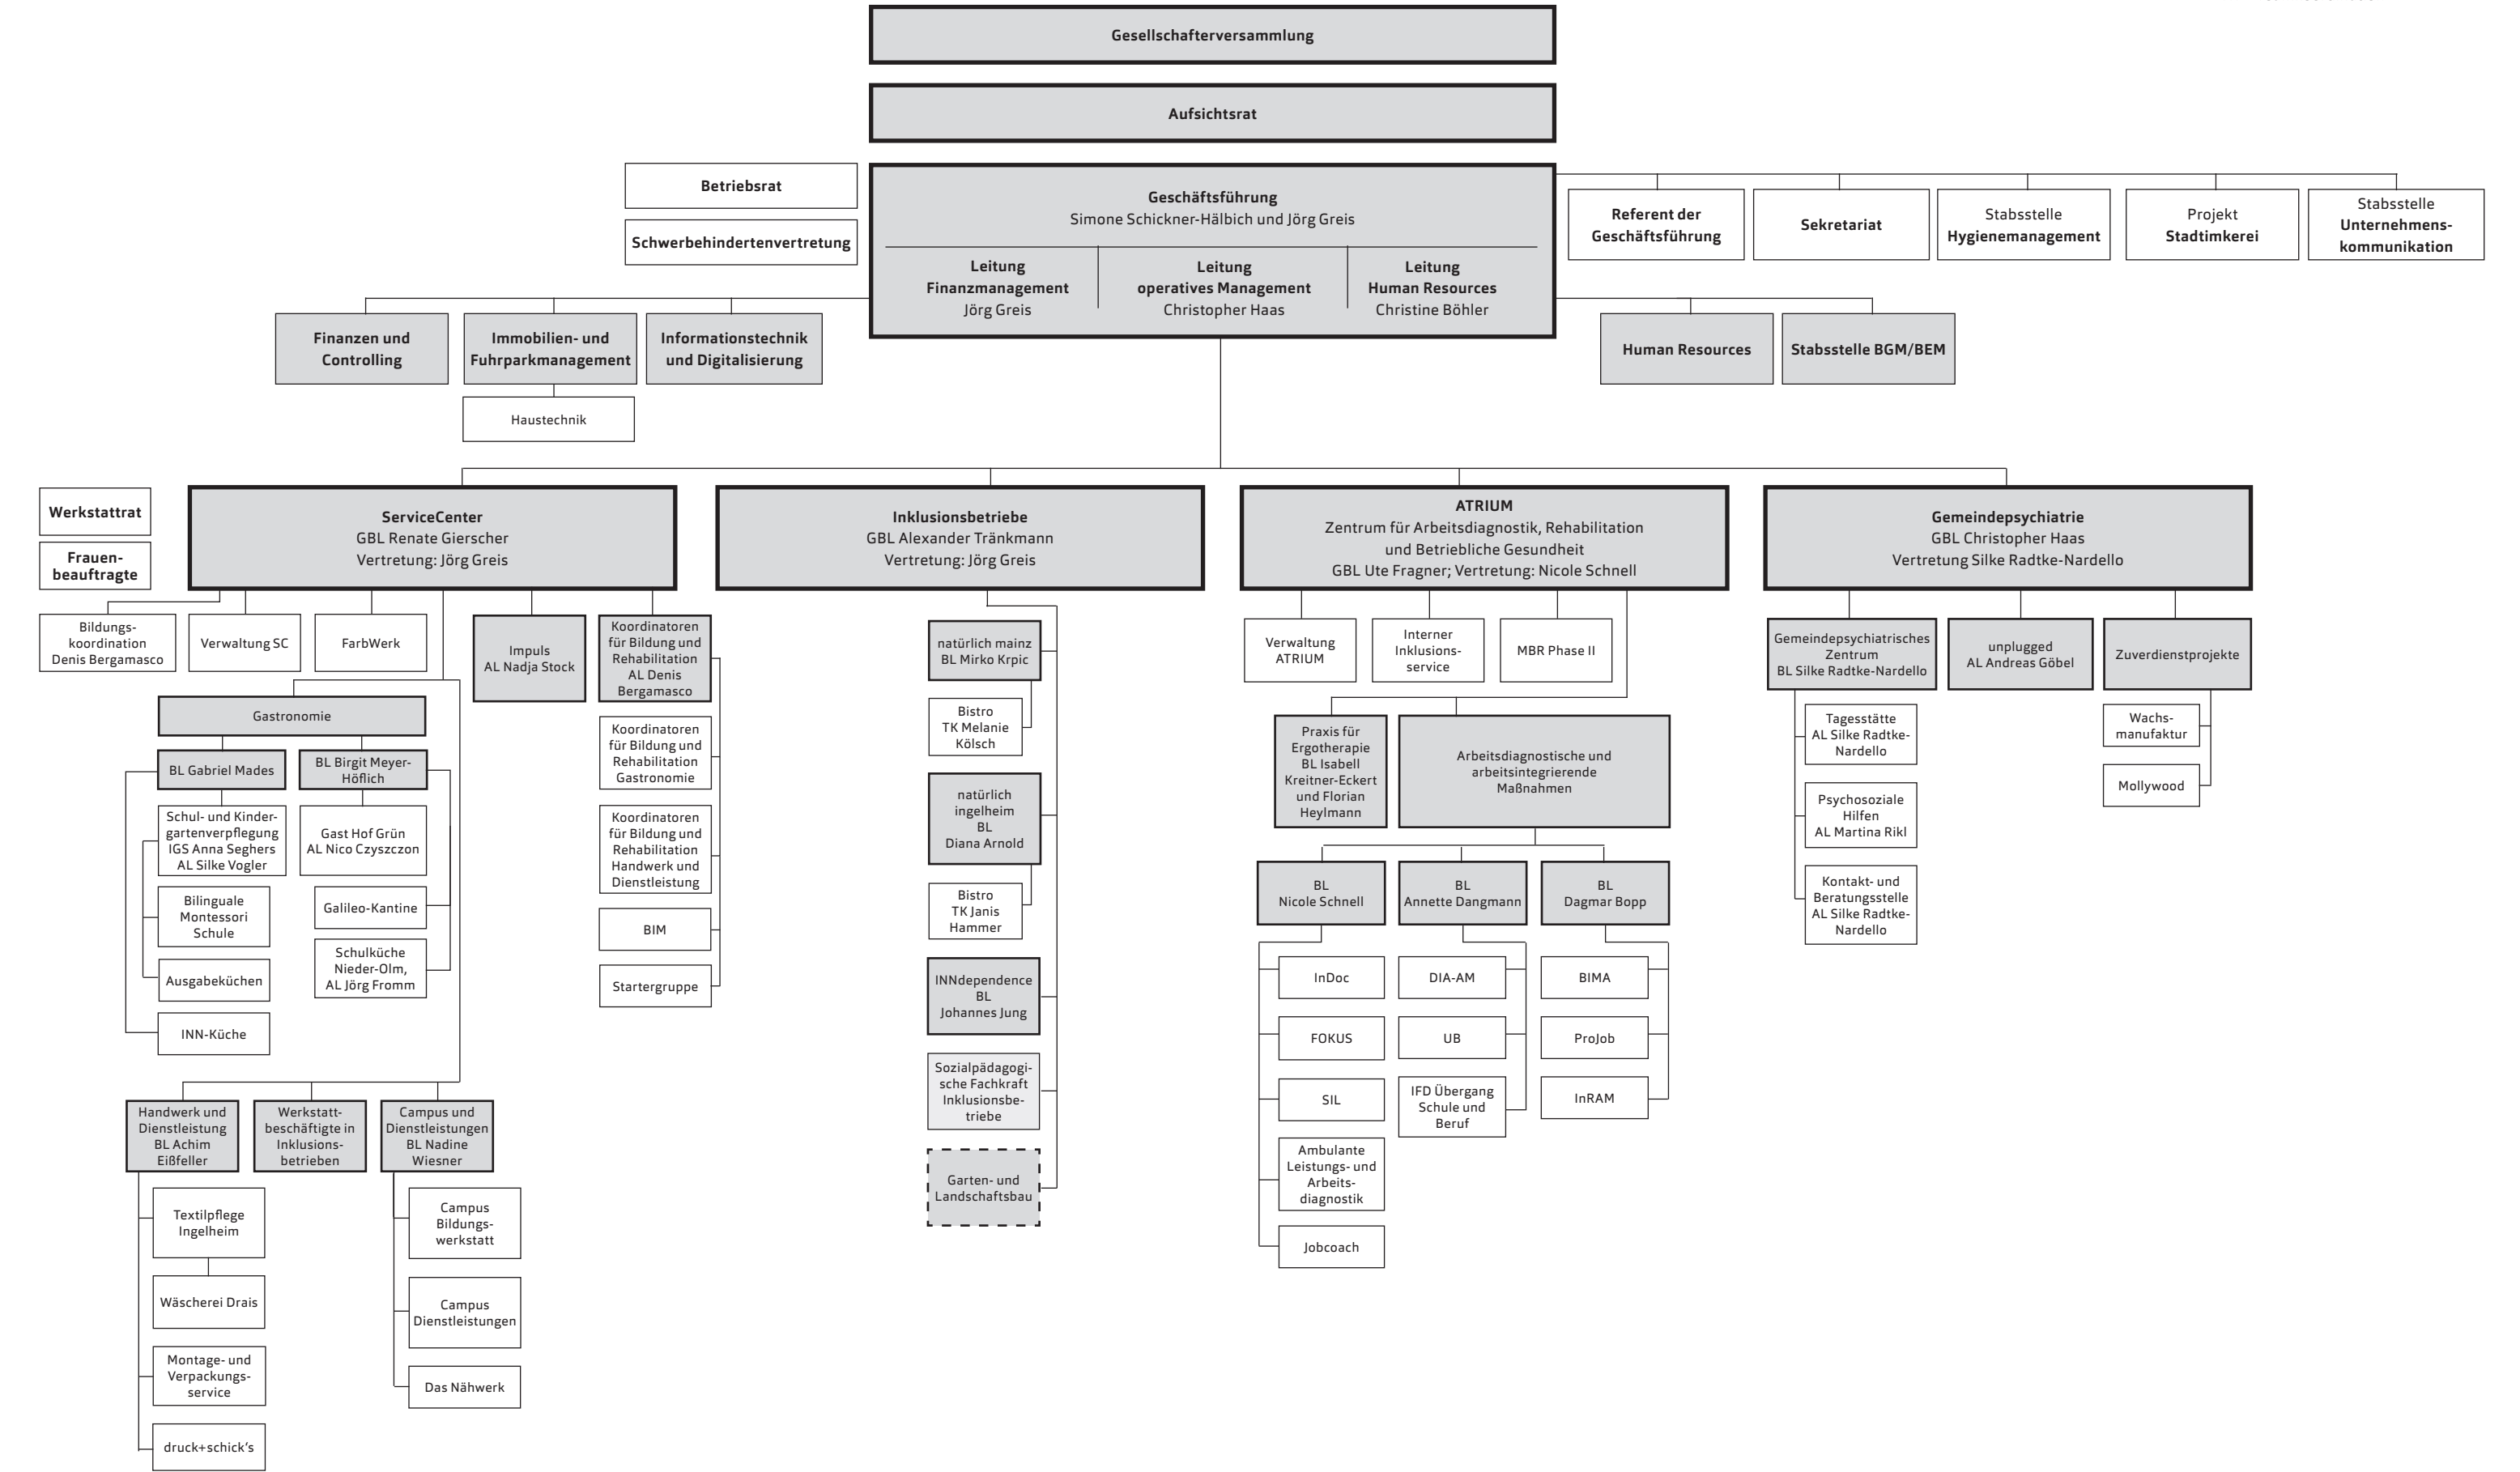 Gesellschafterversammlung
Aufsichtsrat
Betriebsrat
Schwerbehindertenvertretung
Geschäftsführung
Simone Schickner-Hälbich und Jörg Greis
Leitung
Finanzmanagement
Jörg Greis
Leitung
operatives Management
Christopher Haas
Leitung
Human Resources
Christine Böhler
Referent der
Geschäftsführung
Sekretariat
Stabsstelle
Hygienemanagement
Projekt
Stadtimkerei
Stabsstelle
Unternehmens-
kommunikation
Finanzen und
Controlling
Immobilien- und
Fuhrparkmanagement
Informationstechnik
und Digitalisierung
Haustechnik
Human Resources
Stabsstelle BGM/BEM
Werkstattrat
Frauen-
beauftragte
ServiceCenter
GBL Renate Gierscher
Vertretung: Jörg Greis
Inklusionsbetriebe
GBL Alexander Tränkmann
Vertretung: Jörg Greis
ATRIUM
Zentrum für Arbeitsdiagnostik, Rehabilitation
und Betriebliche Gesundheit
GBL Ute Fragner; Vertretung: Nicole Schnell
Gemeindepsychiatrie
GBL Christopher Haas
Vertretung Silke Radtke-Nardello
Bildungs-
koordination
Denis Bergamasco
Verwaltung SC
FarbWerk
Impuls
AL Nadja Stock
Koordinatoren
für Bildung und
Rehabilitation
AL Denis
Bergamasco
Koordinatoren
für Bildung und
Rehabilitation
Gastronomie
Koordinatoren
für Bildung und
Rehabilitation
Handwerk und
Dienstleistung
BIM
Startergruppe
Gastronomie
BL Gabriel Mades
BL Birgit Meyer-
Höflich
Schul- und Kinder-
gartenverpflegung
IGS Anna Seghers
AL Silke Vogler
Bilinguale
Montessori
Schule
Ausgabeküchen
INN-Küche
Gast Hof Grün
AL Nico Czyszczon
Galileo-Kantine
Schulküche
Nieder-Olm,
AL Jörg Fromm
Handwerk und
Dienstleistung
BL Achim
Eißfeller
Werkstatt-
beschäftigte in
Inklusions-
betrieben
Campus und
Dienstleistungen
BL Nadine
Wiesner
Textilpflege
Ingelheim
Wäscherei Drais
Montage- und
Verpackungs-
service
druck+schick’s
Campus
Bildungs-
werkstatt
Campus
Dienstleistungen
Das Nähwerk
natürlich mainz
BL Mirko Krpic
Bistro
TK Melanie
Kölsch
natürlich
ingelheim
BL
Diana Arnold
Bistro
TK Janis
Hammer
INNdependence
BL
Johannes Jung
Sozialpädagogi-
sche Fachkraft
Inklusionsbe-
triebe
Garten- und
Landschaftsbau
Verwaltung
ATRIUM
Interner
Inklusions-
service
MBR Phase II
Praxis für
Ergotherapie
BL Isabell
Kreitner-Eckert
und Florian
Heylmann
Arbeitsdiagnostische und
arbeitsintegrierende
Maßnahmen
BL
Nicole Schnell
BL
Annette Dangmann
BL
Dagmar Bopp
InDoc
FOKUS
SIL
Ambulante
Leistungs- und
Arbeits-
diagnostik
Jobcoach
DIA-AM
UB
IFD Übergang
Schule und
Beruf
BIMA
ProJob
InRAM
Gemeindepsychiatrisches
Zentrum
BL Silke Radtke-Nardello
unplugged
AL Andreas Göbel
Zuverdienstprojekte
Tagesstätte
AL Silke Radtke-
Nardello
Psychosoziale
Hilfen
AL Martina Rikl
Kontakt- und
Beratungsstelle
AL Silke Radtke-
Nardello
Wachs-
manufaktur
Mollywood